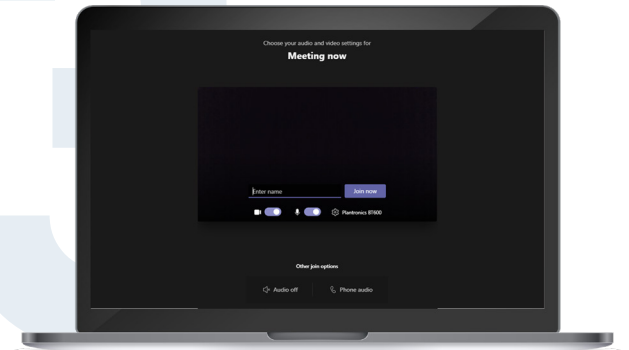 Choose your audio and video settings for
Meeting now
Enter name
Join now
Plantronics BT600
Other join options
Audio off
Phone audio